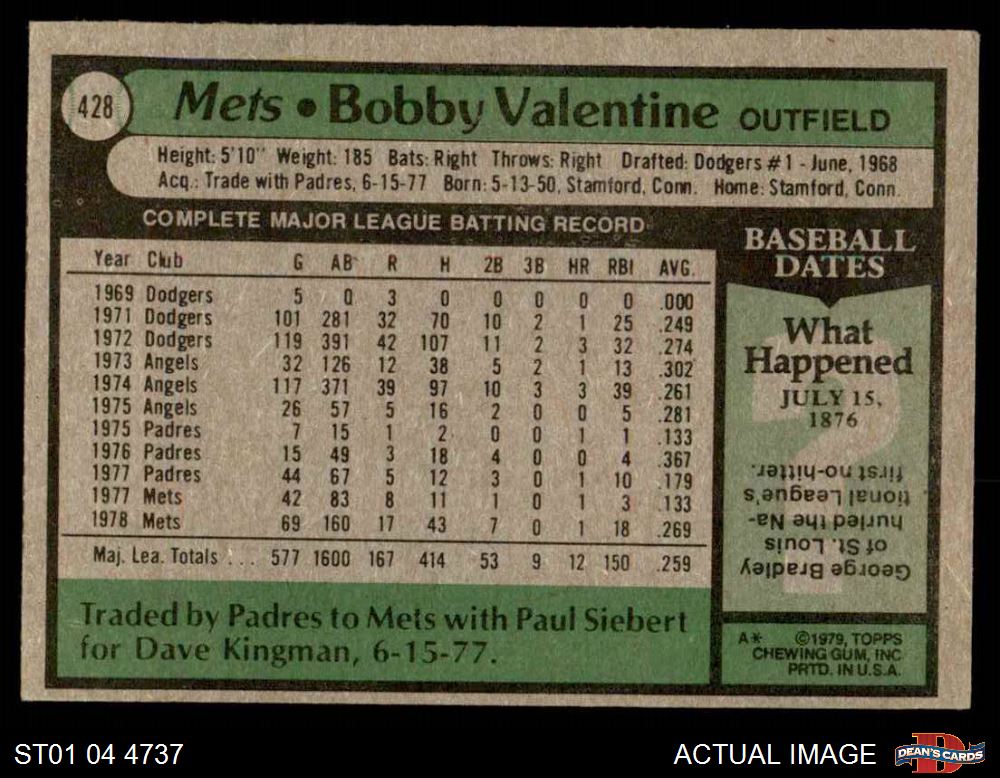 428
Mets • Bobby Valentine OUTFIELD
Height: 5'10" Weight: 185 Bats: Right Throws: Right Drafted: Dodgers #1 - June, 1968
Acq.: Trade with Padres, 6-15-77 Born: 5-13-50, Stamford, Conn. Home: Stamford, Conn.
COMPLETE MAJOR LEAGUE BATTING RECORD
Year Club G AB R H 2B 3B HR RBI AVG.
1969 Dodgers 5 0 3 0 0 0 0 0 .000
1971 Dodgers 101 281 32 70 10 2 1 25 .249
1972 Dodgers 119 391 42 107 11 2 3 32 .274
1973 Angels 32 126 12 38 5 2 1 13 .302
1974 Angels 117 371 39 97 10 3 3 39 .261
1975 Angels 26 57 5 16 2 0 0 5 .281
1975 Padres 7 15 1 2 0 0 1 1 .133
1976 Padres 15 49 3 18 4 0 0 4 .367
1977 Padres 44 67 5 12 3 0 1 10 .179
1977 Mets 42 83 8 11 1 0 1 3 .133
1978 Mets 69 160 17 43 7 0 1 18 .269
Maj. Lea. Totals ... 577 1600 167 414 53 9 12 150 .259
Traded by Padres to Mets with Paul Siebert
for Dave Kingman, 6-15-77.
BASEBALL
DATES
What
Happened
JULY 15,
1876
?
George Bradley
of St. Louis
hurled the Na-
tional League's
first no-hitter.
A* ©1979, TOPPS
CHEWING GUM, INC
PRTD. IN U.S.A.
ST01 04 4737
ACTUAL IMAGE
D
DEAN'S CARDS